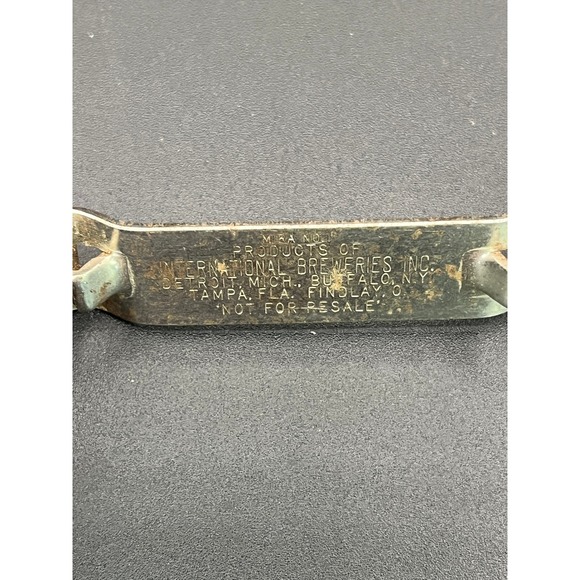 PRODUCTS OF
INTERNATIONAL BREWERIES INC.
DETROIT, MICH., BUFFALO, N.Y.
TAMPA, FLA. FINDLAY, O.
"NOT FOR RESALE"